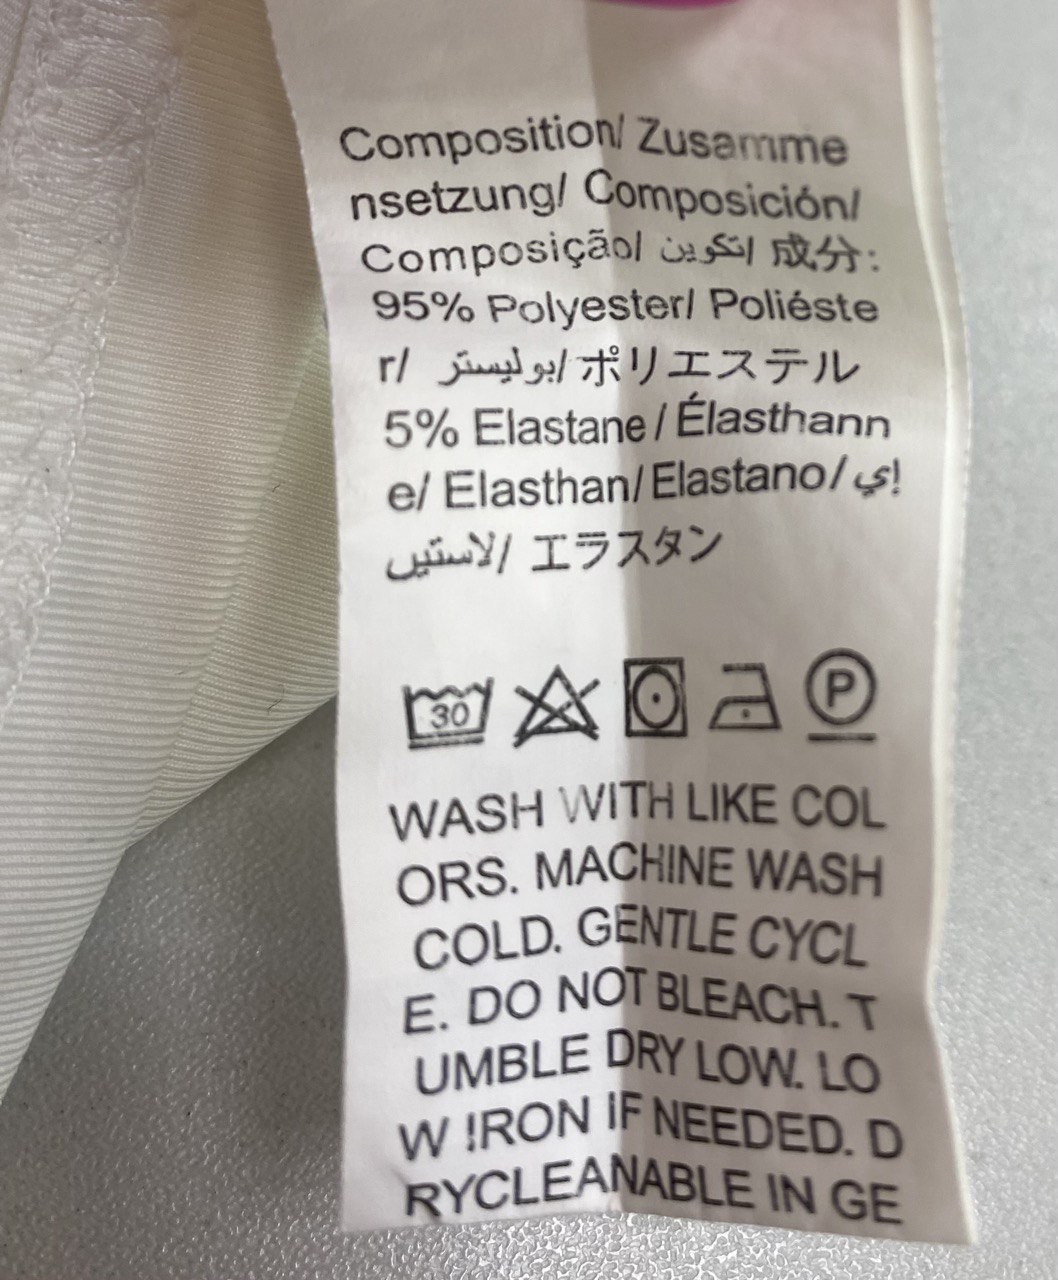 Composition/ Zusamme
nsetzung/ Composición/
Composição/ اتكوين/ 成分:
95% Polyester/ Poliéste
r/ بوليستر/ ポリエステル
5% Elastane / Élasthann
e/ Elasthan/ Elastano/ إي
لاستين/ エラスタン
30
P
WASH WITH LIKE COL
ORS. MACHINE WASH
COLD. GENTLE CYCL
E. DO NOT BLEACH. T
UMBLE DRY LOW. LO
W IRON IF NEEDED. D
RYCLEANABLE IN GE